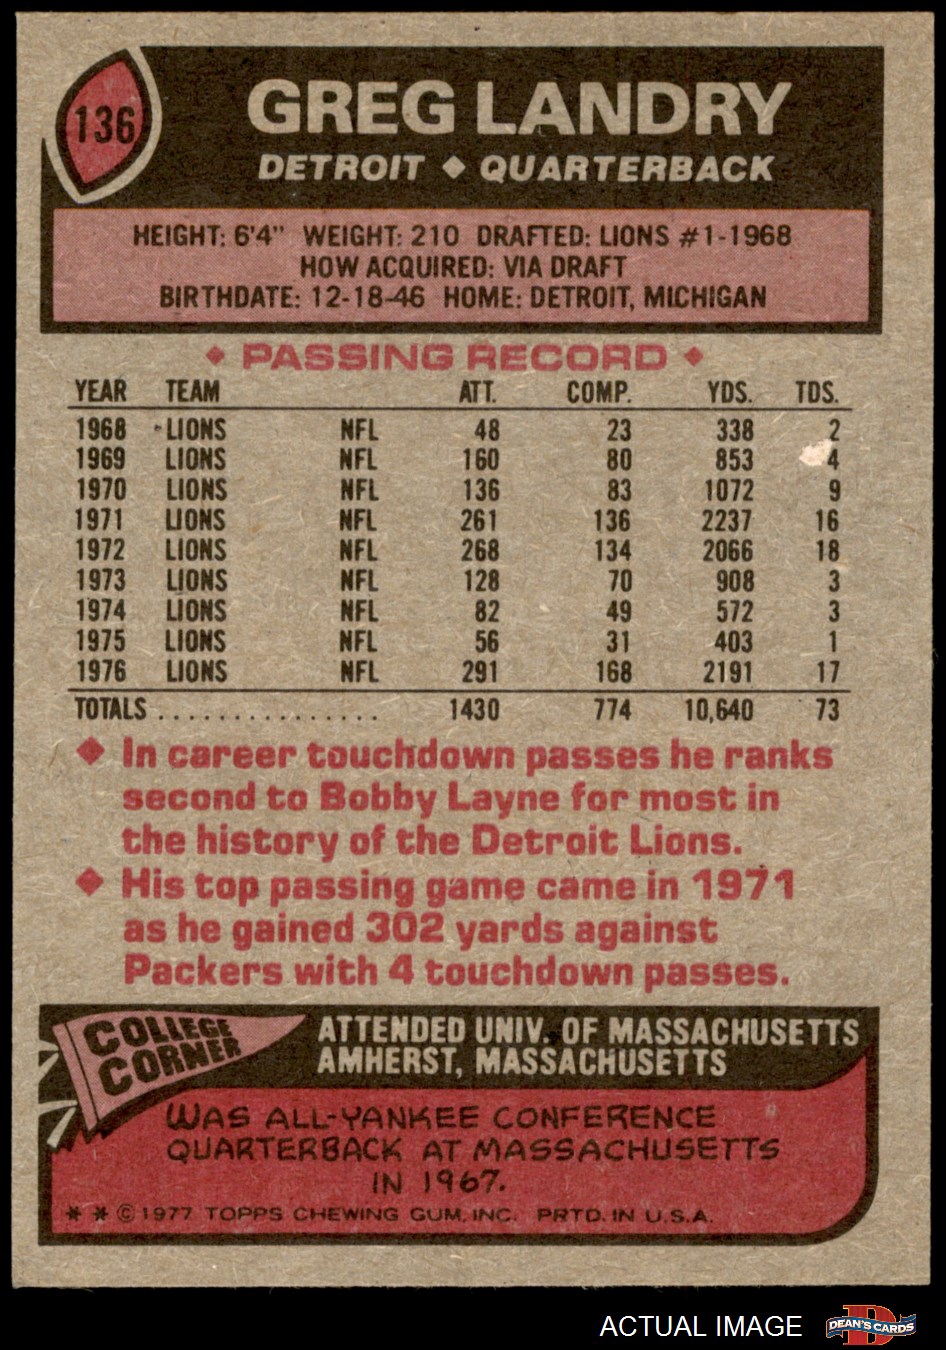 136
GREG LANDRY
DETROIT ◆ QUARTERBACK
HEIGHT: 6'4" WEIGHT: 210 DRAFTED: LIONS #1-1968
HOW ACQUIRED: VIA DRAFT
BIRTHDATE: 12-18-46 HOME: DETROIT, MICHIGAN
◆ PASSING RECORD ◆
YEAR TEAM ATT. COMP. YDS. TDS.
1968 LIONS NFL 48 23 338 2
1969 LIONS NFL 160 80 853 4
1970 LIONS NFL 136 83 1072 9
1971 LIONS NFL 261 136 2237 16
1972 LIONS NFL 268 134 2066 18
1973 LIONS NFL 128 70 908 3
1974 LIONS NFL 82 49 572 3
1975 LIONS NFL 56 31 403 1
1976 LIONS NFL 291 168 2191 17
TOTALS ................ 1430 774 10,640 73
◆ In career touchdown passes he ranks
second to Bobby Layne for most in
the history of the Detroit Lions.
◆ His top passing game came in 1971
as he gained 302 yards against
Packers with 4 touchdown passes.
COLLEGE
CORNER
ATTENDED UNIV. OF MASSACHUSETTS
AMHERST, MASSACHUSETTS
WAS ALL-YANKEE CONFERENCE
QUARTERBACK AT MASSACHUSETTS
IN 1967.
* * © 1977 TOPPS CHEWING GUM, INC. PRTD. IN U.S.A.
ACTUAL IMAGE
D
DEAN'S CARDS